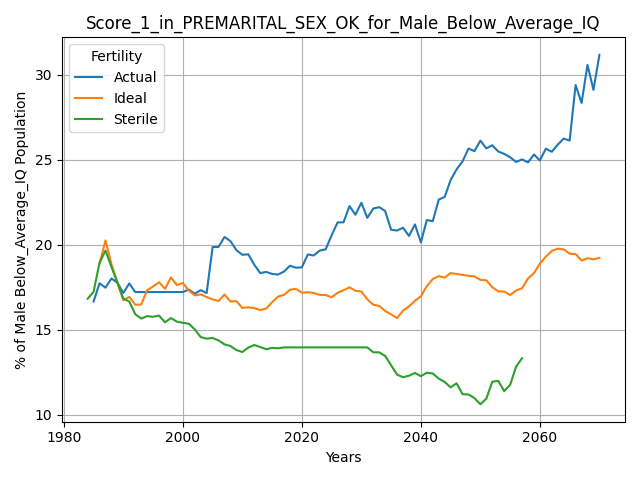 Score_1_in_PREMARITAL_SEX_OK_for_Male_Below_Average_IQ
Fertility
Actual
Ideal
Sterile
% of Male Below_Average_IQ Population
30
25
20
15
10
1980
2000
2020
2040
2060
Years